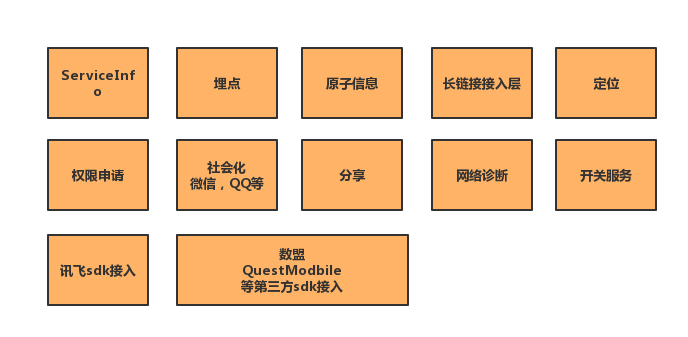 ServiceInf
o
埋点
原子信息
长链接接入层
定位
权限申请
社会化
微信，QQ等
分享
网络诊断
开关服务
讯飞sdk接入
数盟
QuestModbile
等第三方sdk接入